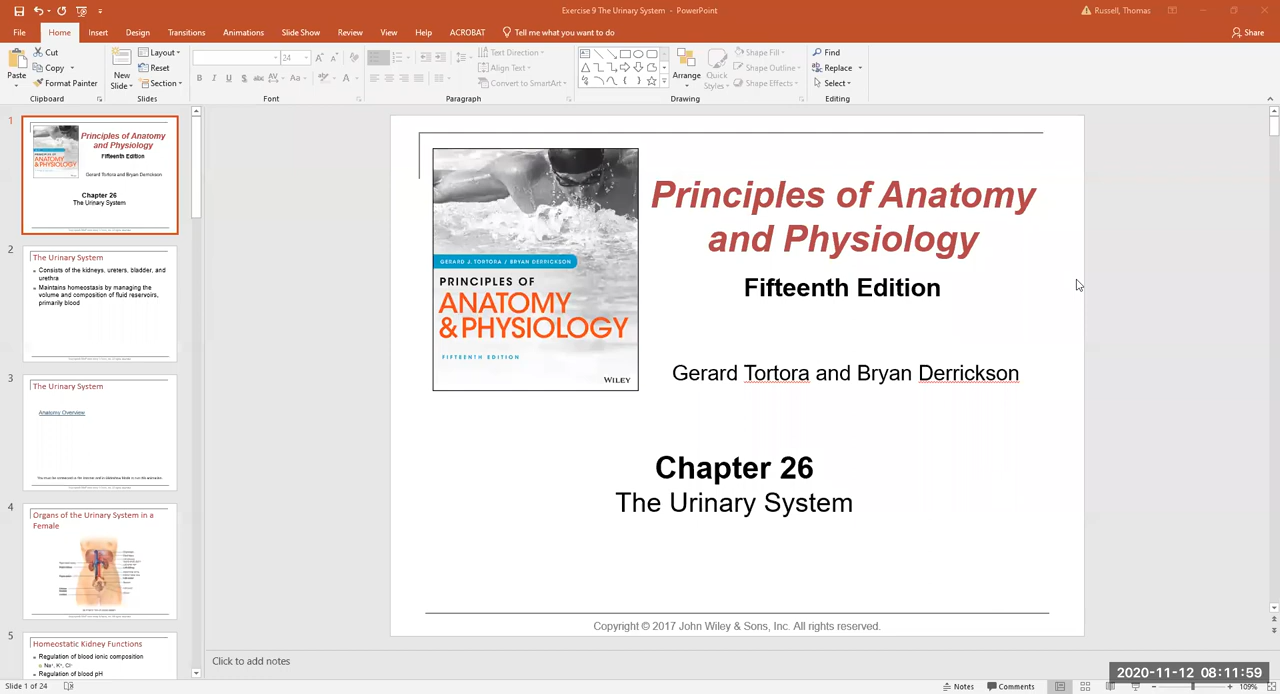 Exercise 9 The Urinary System - PowerPoint
Russell, Thomas
File Home Insert Design Transitions Animations Slide Show Review View Help ACROBAT Tell me what you want to do
Share
Paste
Cut
Copy
Format Painter
Clipboard
New
Slide
Layout
Reset
Section
Slides
24
Font
Text Direction
Align Text
Convert to SmartArt
Paragraph
Arrange
Quick
Styles
Shape Fill
Shape Outline
Shape Effects
Drawing
Find
Replace
Select
Editing
1
Principles of Anatomy
and Physiology
Fifteenth Edition
Gerard Tortora and Bryan Derrickson
Chapter 26
The Urinary System
2
The Urinary System
Consists of the kidneys, ureters, bladder, and
urethra
Maintains homeostasis by managing the
volume and composition of fluid reservoirs,
primarily blood
3
The Urinary System
Anatomy Overview
4
Organs of the Urinary System in a
Female
5
Homeostatic Kidney Functions
Regulation of blood ionic composition
Na⁺, K⁺, Cl⁻
Regulation of blood pH
GERARD J. TORTORA / BRYAN DERRICKSON
PRINCIPLES OF
ANATOMY
& PHYSIOLOGY
FIFTEENTH EDITION
WILEY
Principles of Anatomy
and Physiology
Fifteenth Edition
Gerard Tortora and Bryan Derrickson
Chapter 26
The Urinary System
Copyright © 2017 John Wiley & Sons, Inc. All rights reserved.
Click to add notes
2020-11-12 08:11:59
Slide 1 of 24
Notes
Comments
109%